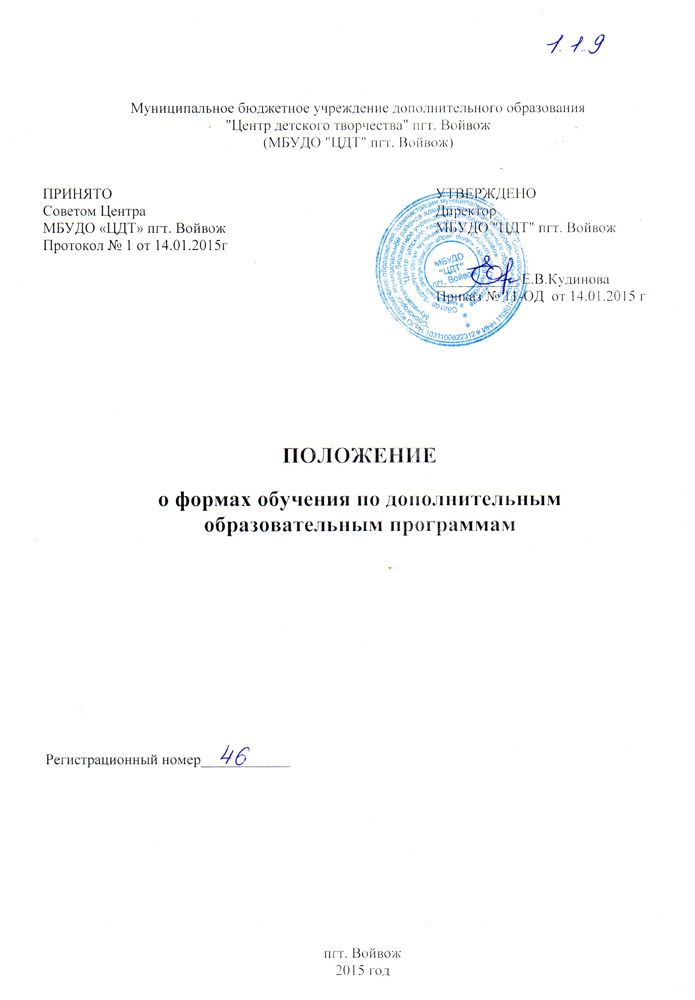 1.1.9
Муниципальное бюджетное учреждение дополнительного образования
"Центр детского творчества" пгт. Войвож
(МБУДО "ЦДТ" пгт. Войвож)
ПРИНЯТО
Советом Центра
МБУДО «ЦДТ» пгт. Войвож
Протокол № 1 от 14.01.2015г
УТВЕРЖДЕНО
Директор
МБУДО "ЦДТ" пгт. Войвож
Е.В.Кудинова
Приказ № 11-ОД от 14.01.2015 г
МБУДО
"ЦДТ"
пгт. Войвож
ОГРН 1031100822312
ПОЛОЖЕНИЕ
о формах обучения по дополнительным
образовательным программам
Регистрационный номер 46
пгт. Войвож
2015 год